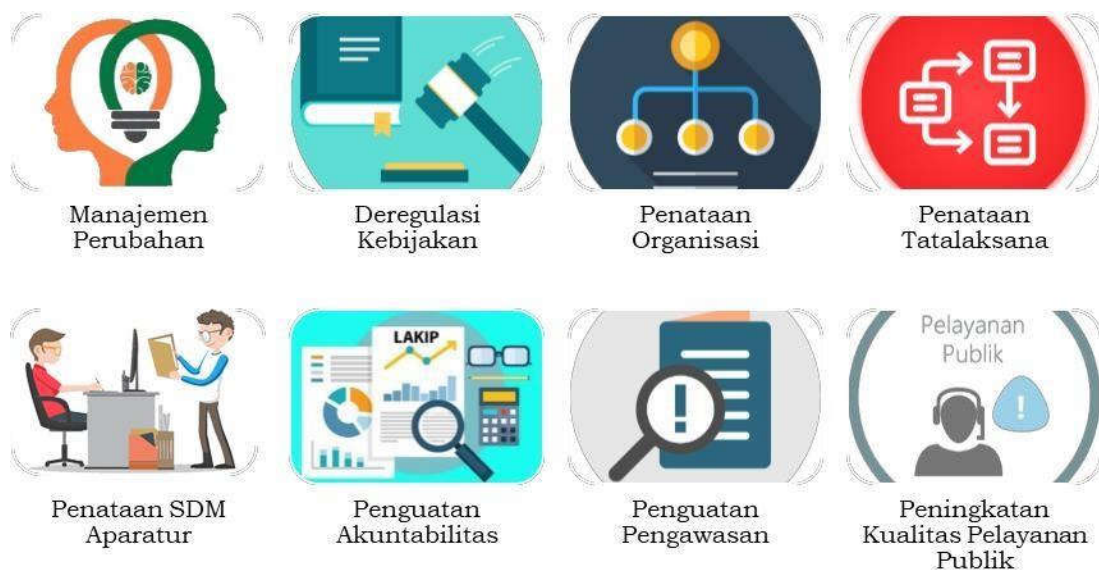 Manajemen
Perubahan
Deregulasi
Kebijakan
Penataan
Organisasi
Penataan
Tatalaksana
LAKIP
Pelayanan
Publik
Penataan SDM
Aparatur
Penguatan
Akuntabilitas
Penguatan
Pengawasan
Peningkatan
Kualitas Pelayanan
Publik